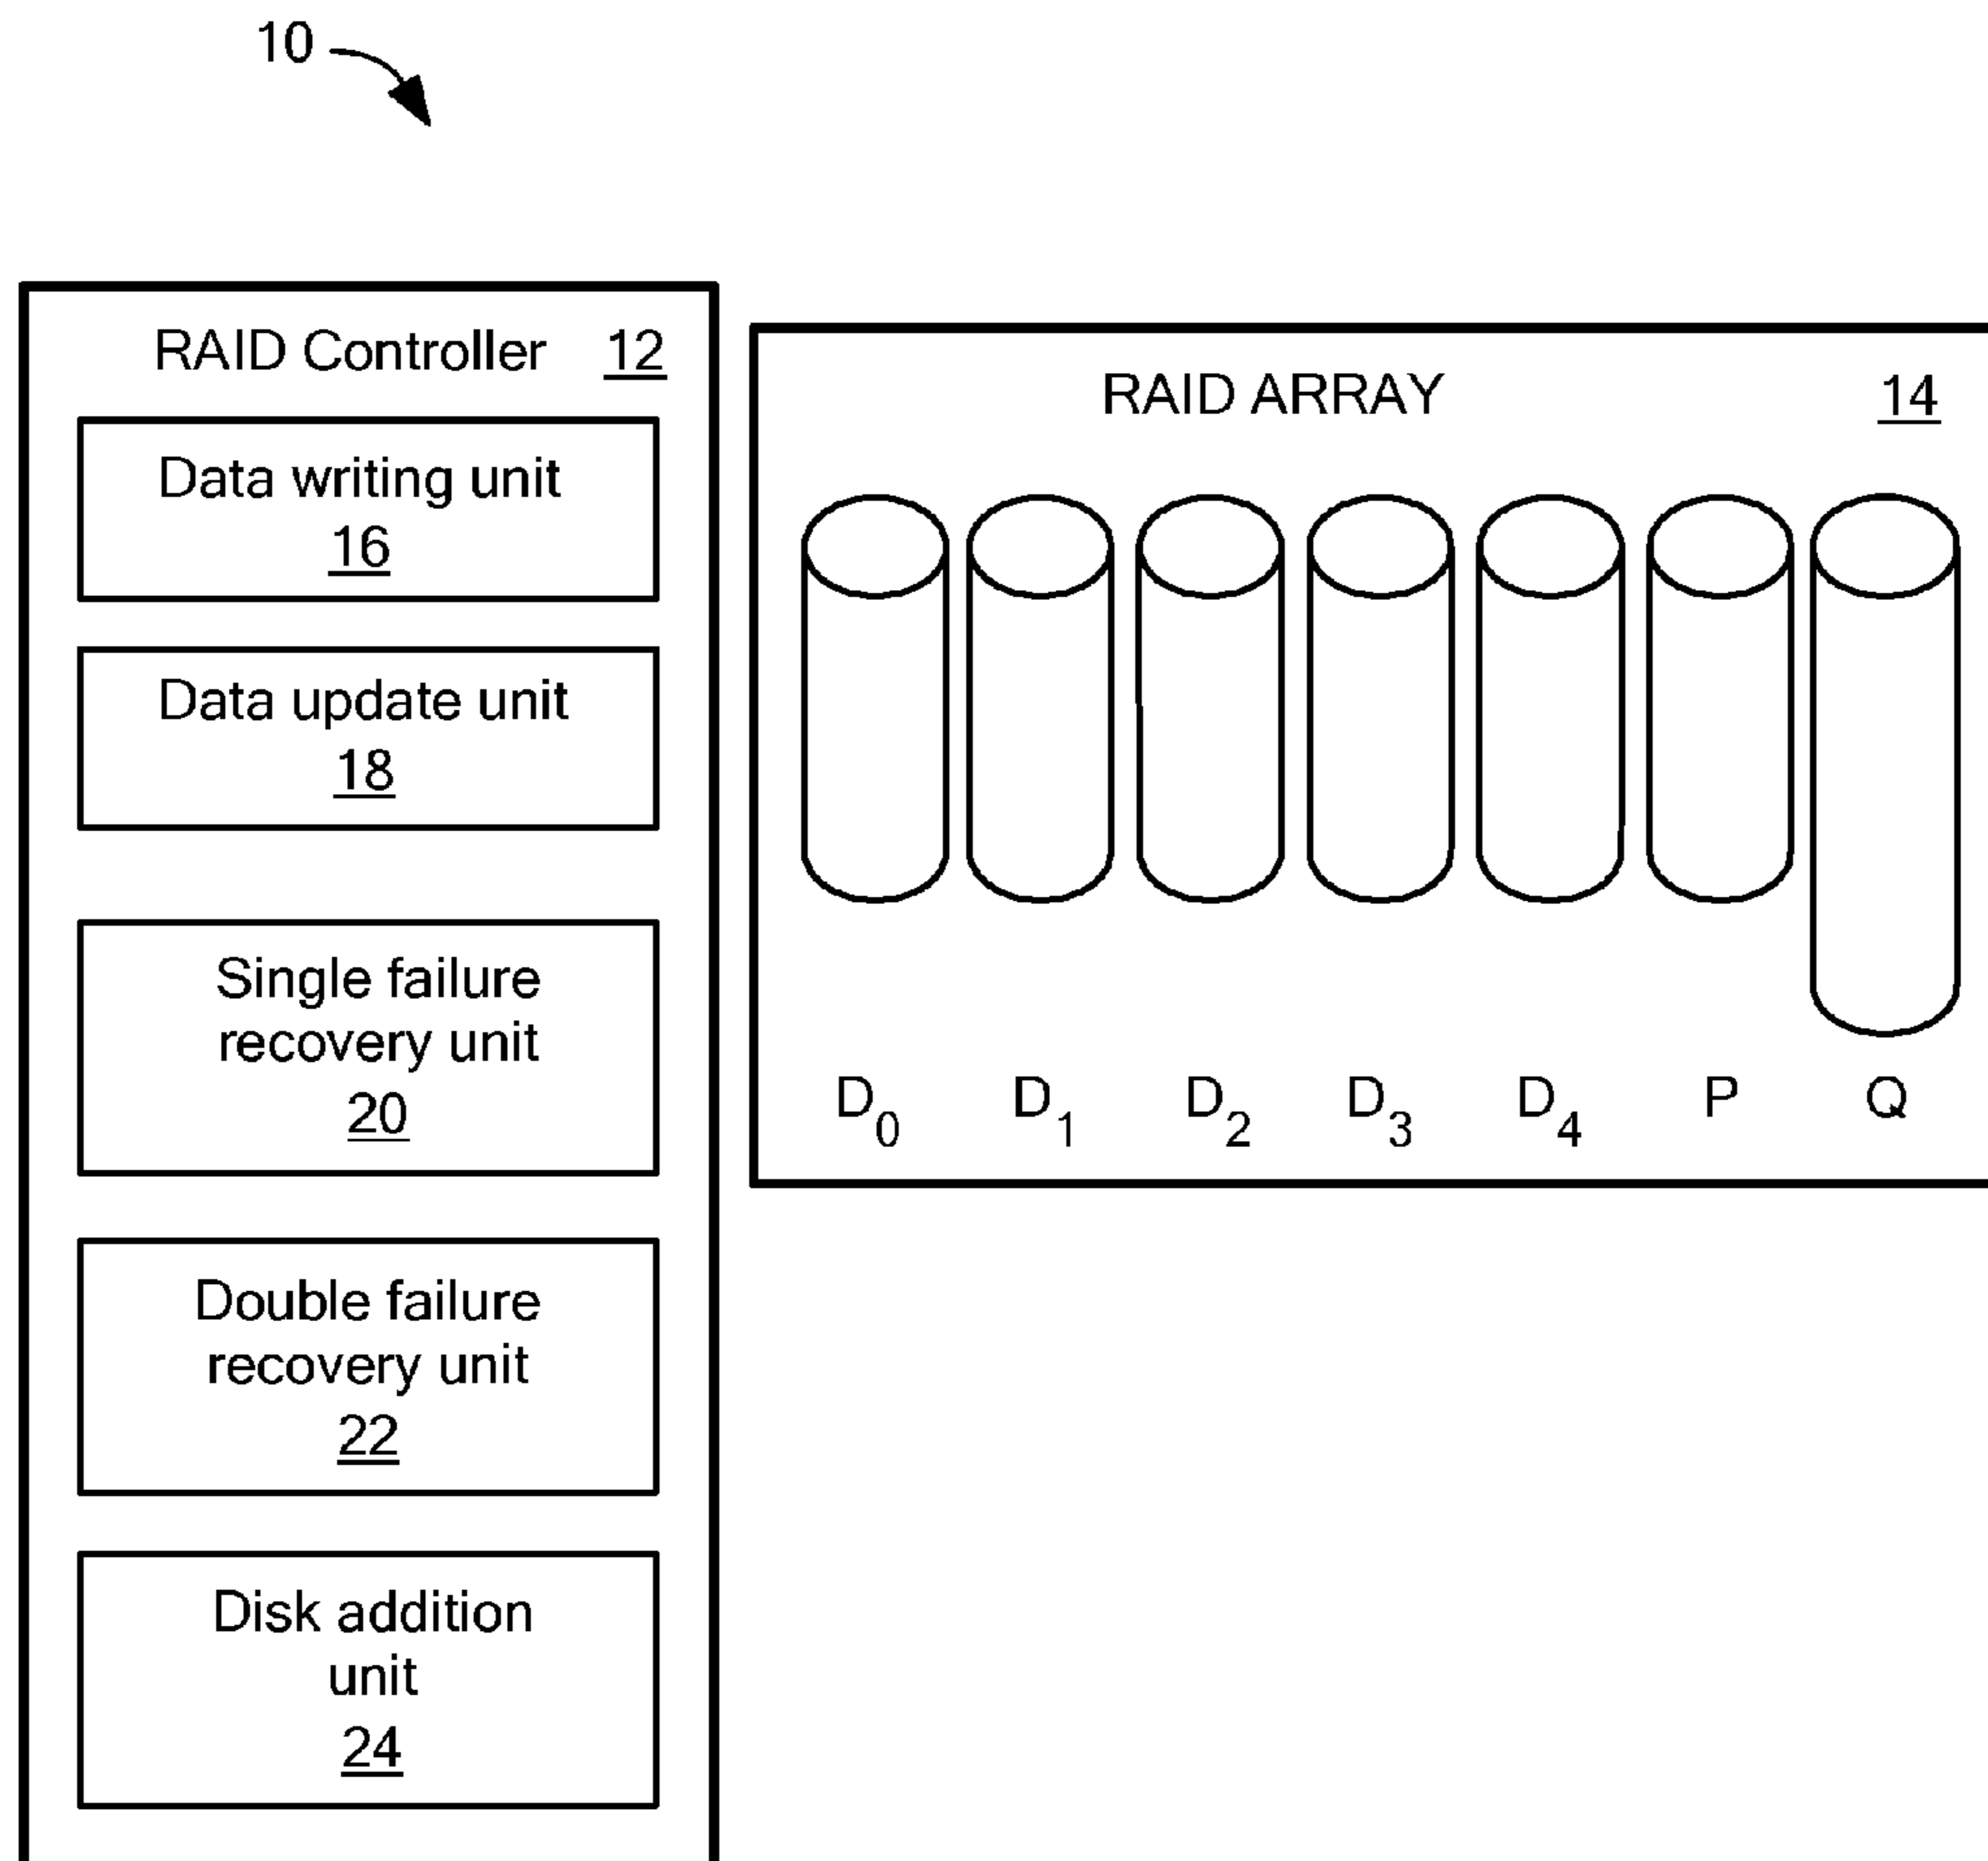 10
RAID Controller 12
Data writing unit
16
Data update unit
18
Single failure
recovery unit
20
Double failure
recovery unit
22
Disk addition
unit
24
RAID ARRAY 14
D0 D1 D2 D3 D4 P Q